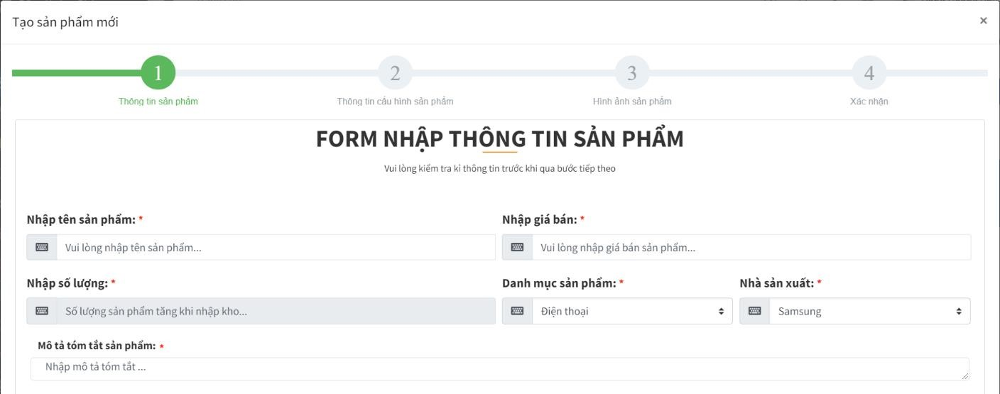 Tạo sản phẩm mới
×
1
2
3
4
Thông tin sản phẩm
Thông tin cấu hình sản phẩm
Hình ảnh sản phẩm
Xác nhận
FORM NHẬP THÔNG TIN SẢN PHẨM
Vui lòng kiểm tra kỉ thông tin trước khi qua bước tiếp theo
Nhập tên sản phẩm: *
Nhập giá bán: *
Vui lòng nhập tên sản phẩm...
Vui lòng nhập giá bán sản phẩm...
Nhập số lượng: *
Danh mục sản phẩm: *
Nhà sản xuất: *
Số lượng sản phẩm tăng khi nhập kho...
Điện thoại
Samsung
Mô tả tóm tắt sản phẩm: *
Nhập mô tả tóm tắt ...